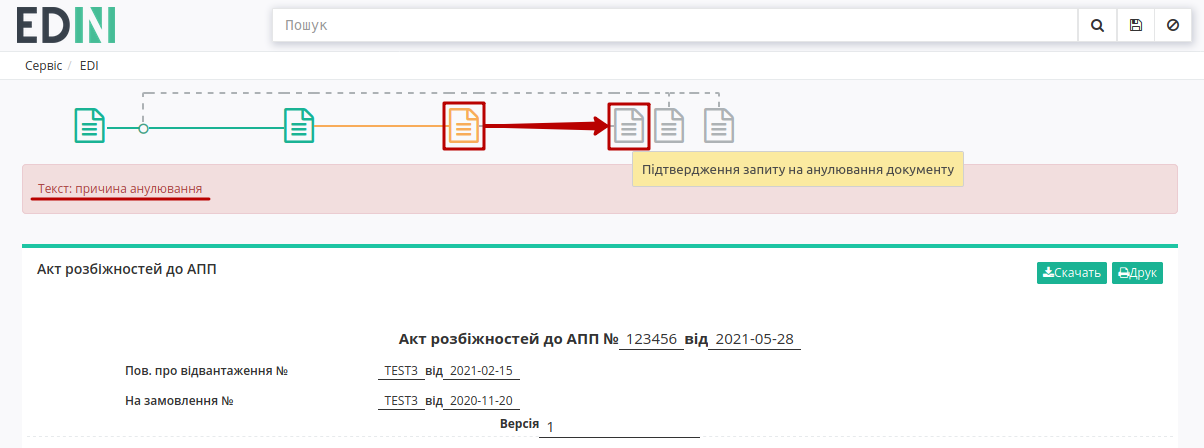 EDIN
Пошук
Сервіс / EDI
Підтвердження запиту на анулювання документу
Текст: причина анулювання
Акт розбіжностей до АПП
Скачать Друк
Акт розбіжностей до АПП № 123456 від 2021-05-28
Пов. про відвантаження № TEST3 від 2021-02-15
На замовлення № TEST3 від 2020-11-20
Версія 1